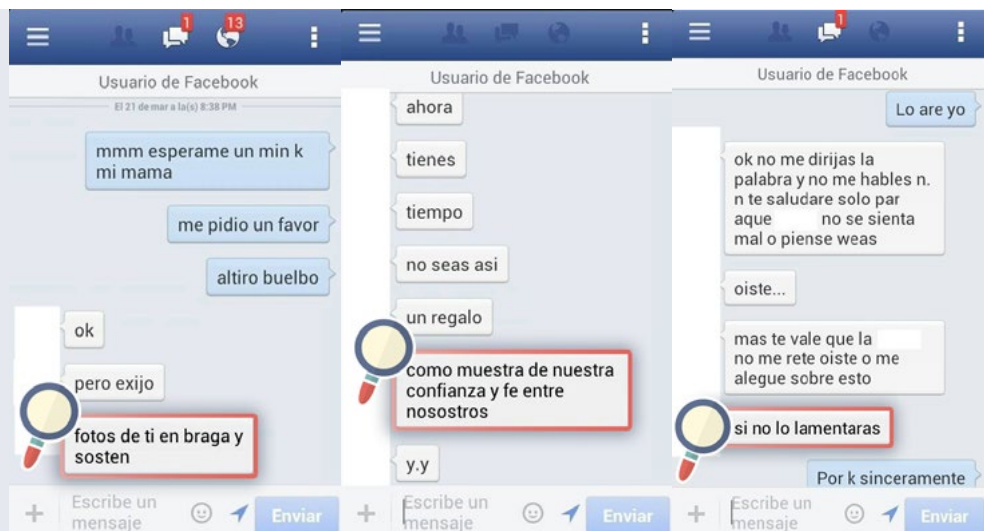 1
13
Usuario de Facebook
El 21 de mar a la(s) 8:38 PM
mmm esperame un min k
mi mama
me pidio un favor
altiro buelbo
ok
pero exijo
fotos de ti en braga y
sosten
Escribe un
mensaje
Enviar
Usuario de Facebook
ahora
tienes
tiempo
no seas asi
un regalo
como muestra de nuestra
confianza y fe entre
nosostros
y.y
Escribe un
mensaje
Enviar
1
Usuario de Facebook
Lo are yo
ok no me dirijas la
palabra y no me hables n.
n te saludare solo par
aque no se sienta
mal o piense weas
oiste...
mas te vale que la
no me rete oiste o me
alegue sobre esto
si no lo lamentaras
Por k sinceramente
Escribe un
mensaje
Enviar